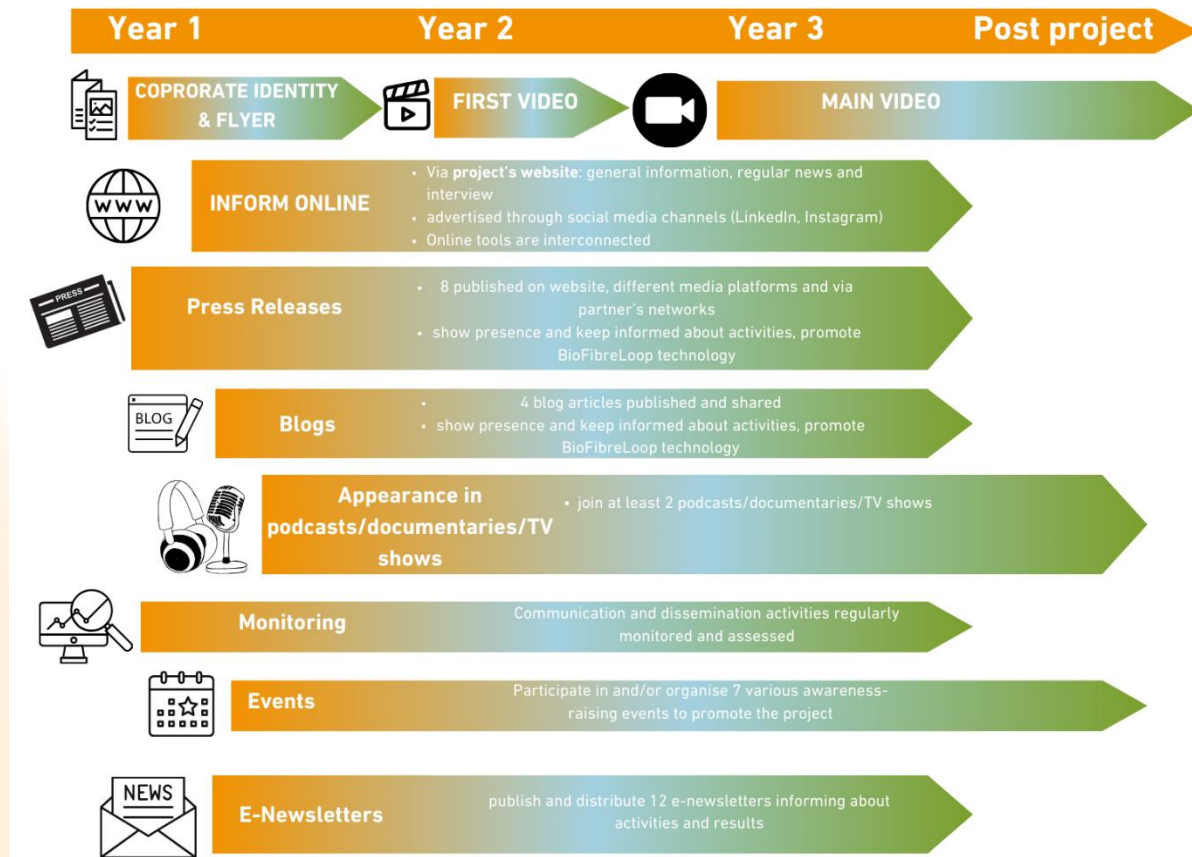 Year 1 Year 2 Year 3 Post project
COPRORATE IDENTITY
& FLYER
FIRST VIDEO
MAIN VIDEO
WWW
INFORM ONLINE
• Via project's website: general information, regular news and
interview
• advertised through social media channels (LinkedIn, Instagram)
• Online tools are interconnected
PRESS
Press Releases
• 8 published on website, different media platforms and via
partner's networks
• show presence and keep informed about activities, promote
BioFibreLoop technology
BLOG
Blogs
• 4 blog articles published and shared
• show presence and keep informed about activities, promote
BioFibreLoop technology
Appearance in
podcasts/documentaries/TV
shows
• join at least 2 podcasts/documentaries/TV shows
Monitoring
Communication and dissemination activities regularly
monitored and assessed
Events
Participate in and/or organise 7 various awareness-
raising events to promote the project
NEWS
E-Newsletters
publish and distribute 12 e-newsletters informing about
activities and results